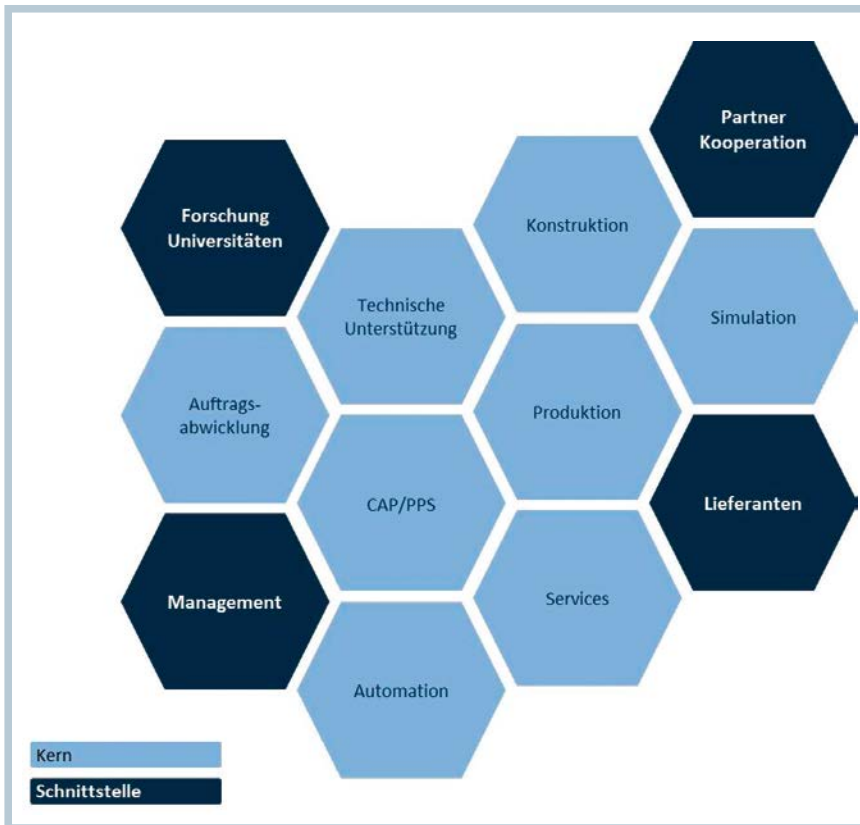 Partner
Kooperation
Forschung
Universitäten
Konstruktion
Technische
Unterstützung
Simulation
Auftrags-
abwicklung
Produktion
CAP/PPS
Lieferanten
Management
Services
Automation
Kern
Schnittstelle